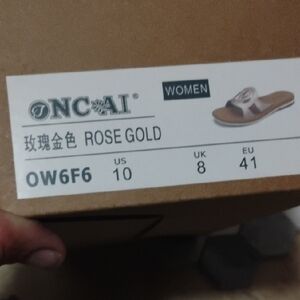 ONCAI®
WOMEN
玫瑰金色 ROSE GOLD
OW6F6
US UK EU
10 8 41